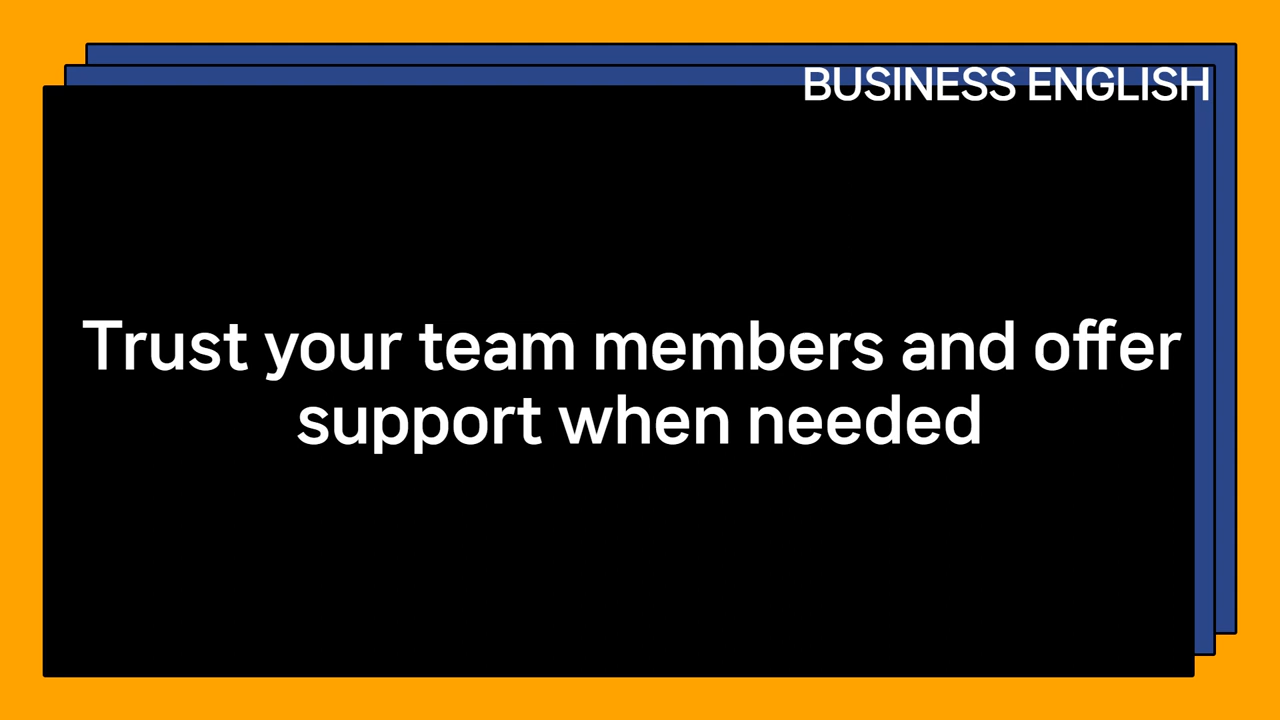 BUSINESS ENGLISH
Trust your team members and offer
support when needed